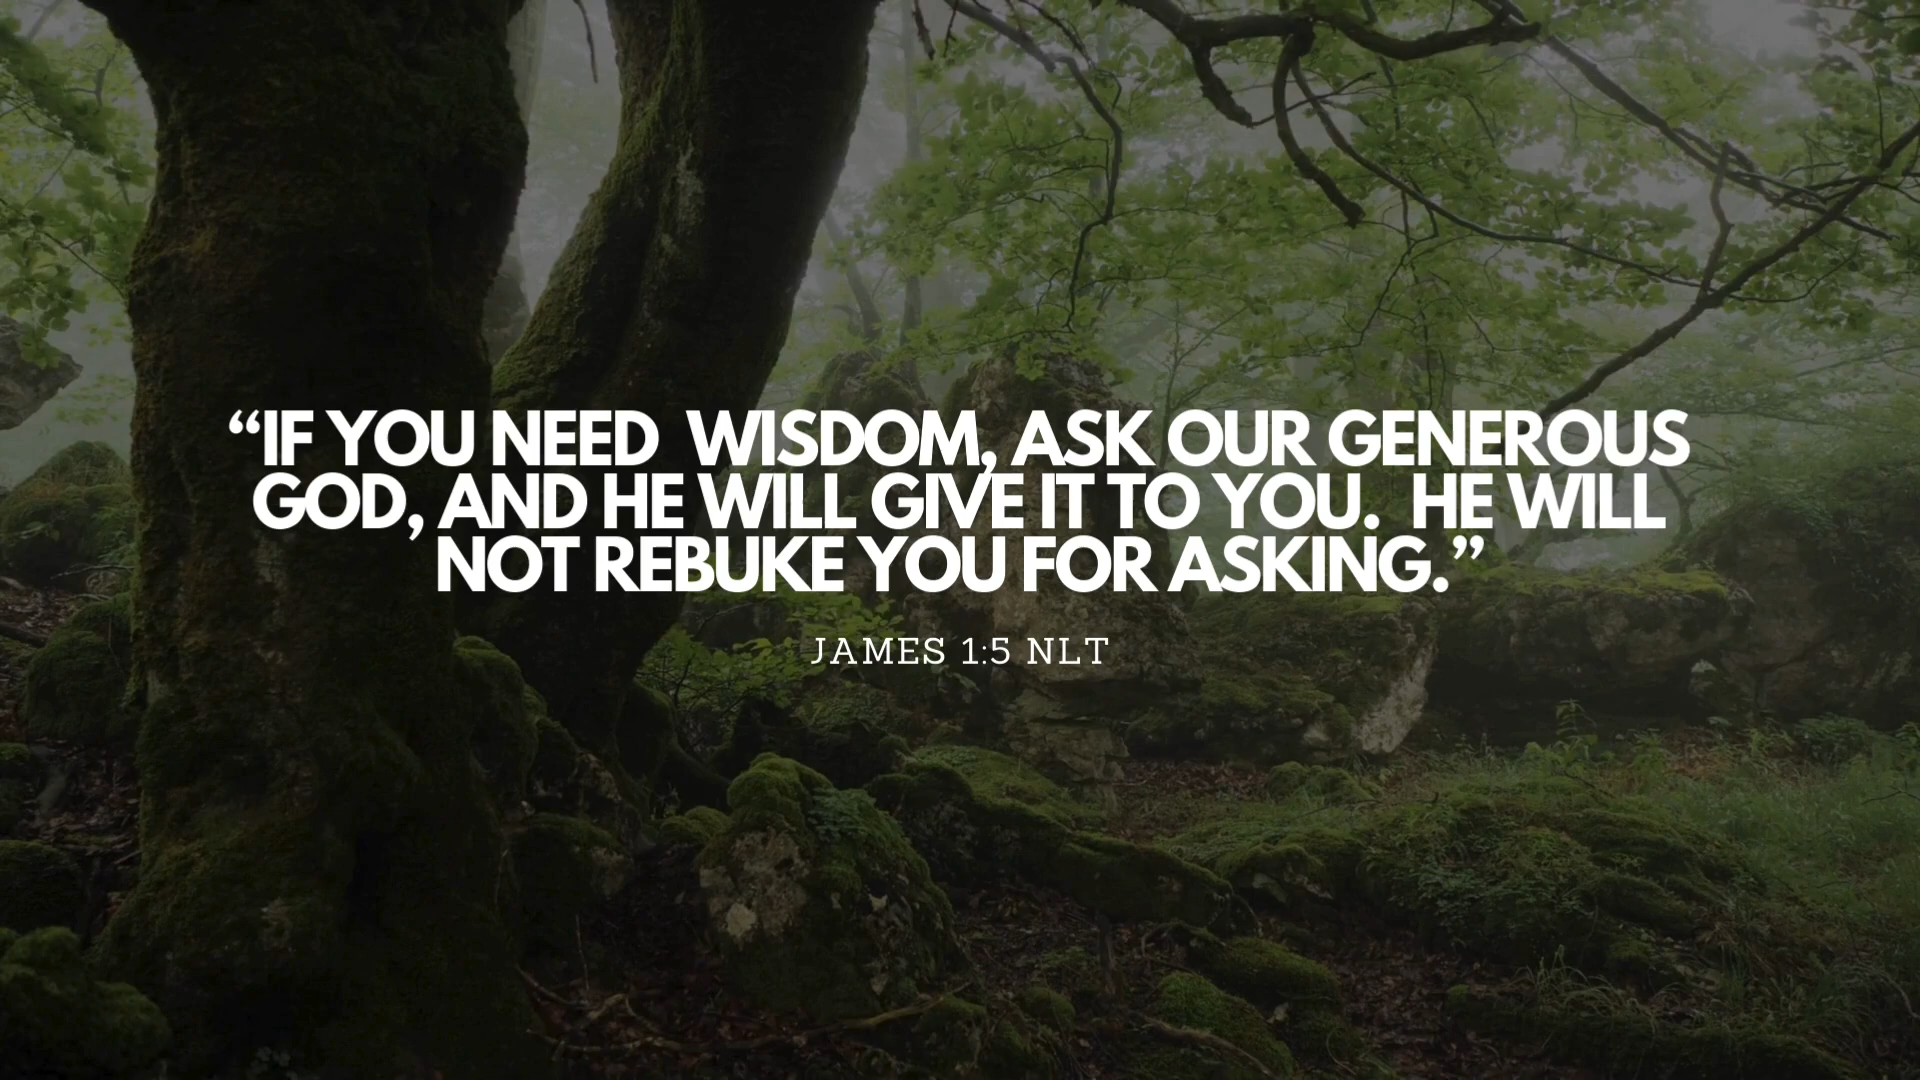 “IF YOU NEED  WISDOM, ASK OUR GENEROUS
GOD, AND HE WILL GIVE IT TO YOU.  HE WILL
NOT REBUKE YOU FOR ASKING.”
JAMES 1:5 NLT